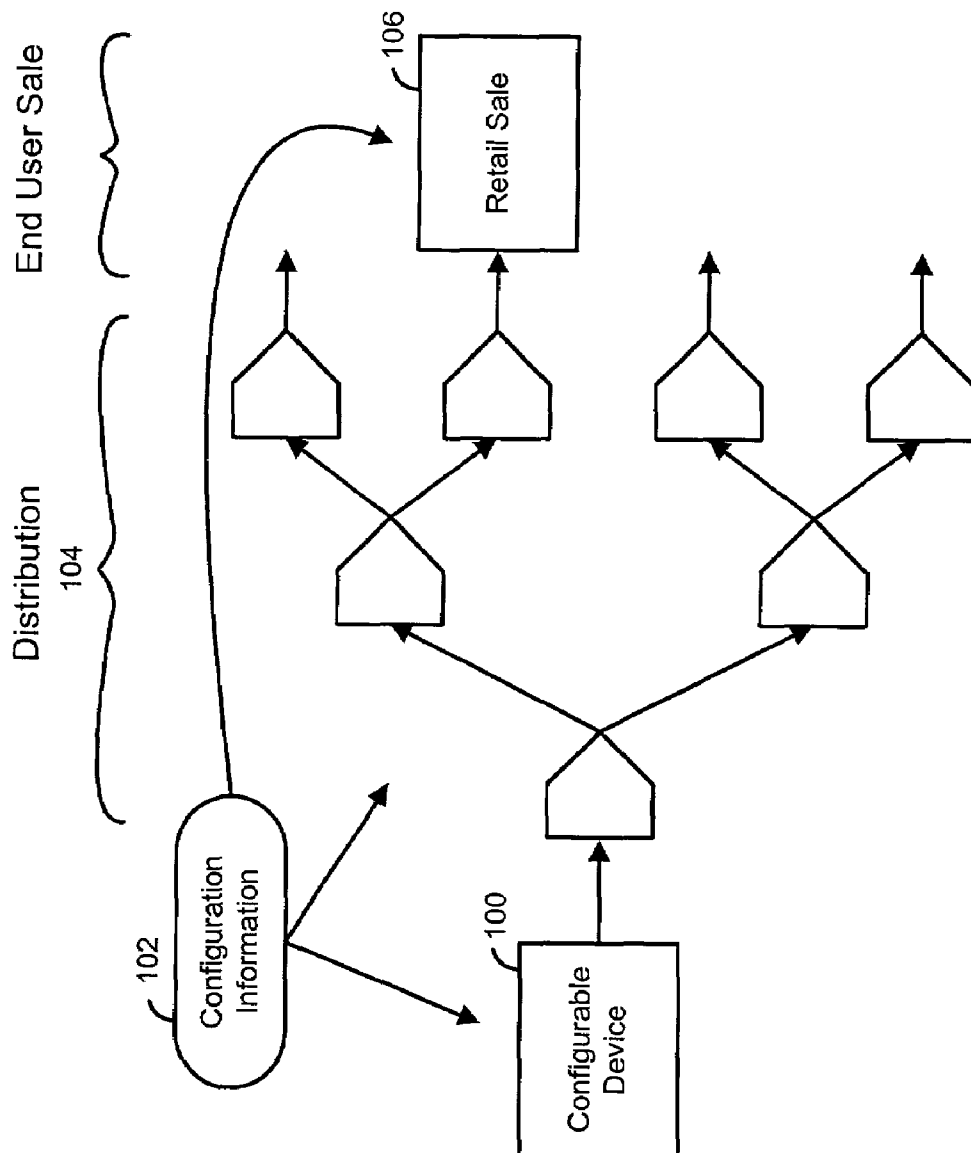 Distribution
104
End User Sale
102
Configuration
Information
106
Retail Sale
100
Configurable
Device